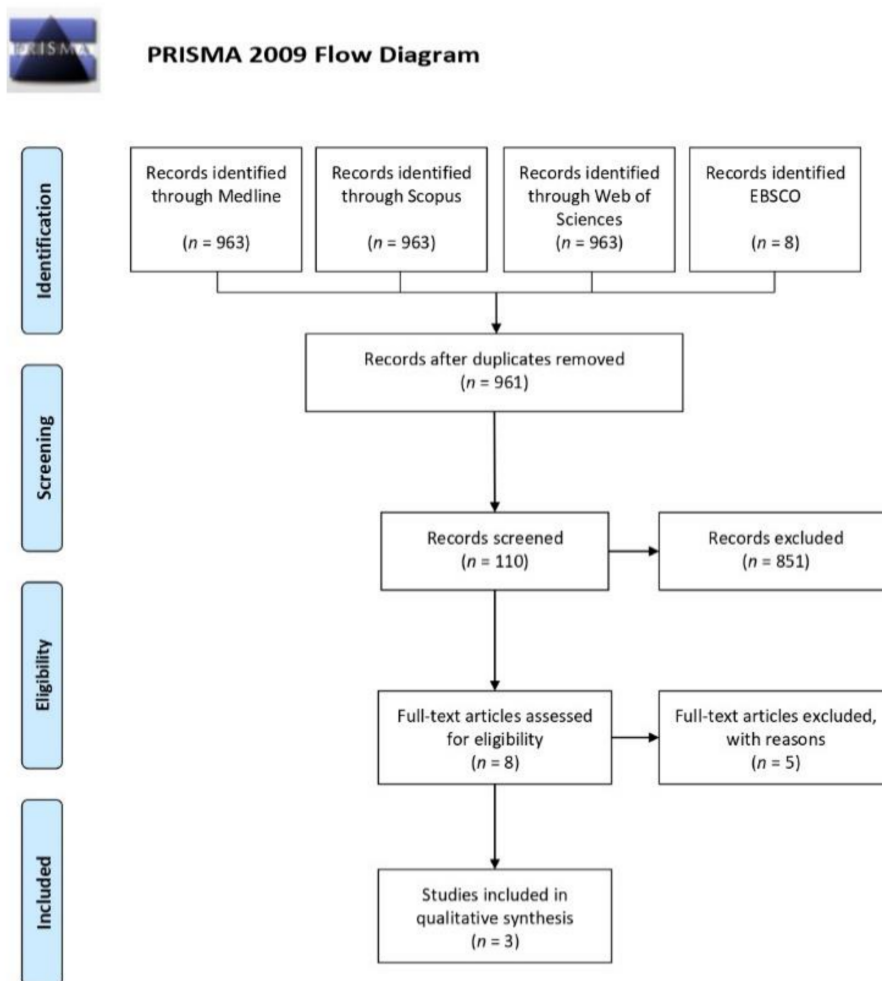 PRISMA
PRISMA 2009 Flow Diagram
Identification
Records identified
through Medline
(n = 963)
Records identified
through Scopus
(n = 963)
Records identified
through Web of
Sciences
(n = 963)
Records identified
EBSCO
(n = 8)
Records after duplicates removed
(n = 961)
Screening
Records screened
(n = 110)
Records excluded
(n = 851)
Eligibility
Full-text articles assessed
for eligibility
(n = 8)
Full-text articles excluded,
with reasons
(n = 5)
Included
Studies included in
qualitative synthesis
(n = 3)